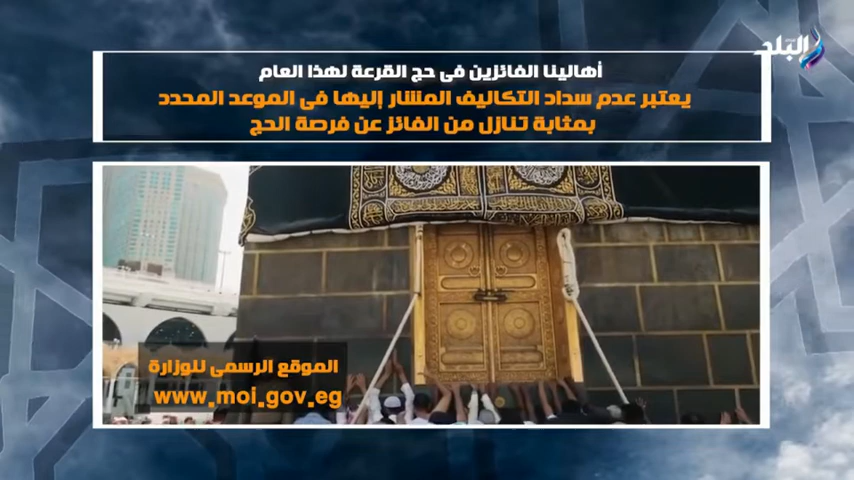 البلد
أهالينا الفائزين فى حج القرعة لهذا العام
يعتبر عدم سداد التكاليف المشار إليها فى الموعد المحدد
بمثابة تنازل من الفائز عن فرصة الحج
الموقع الرسمى للوزارة
www.moi.gov.eg